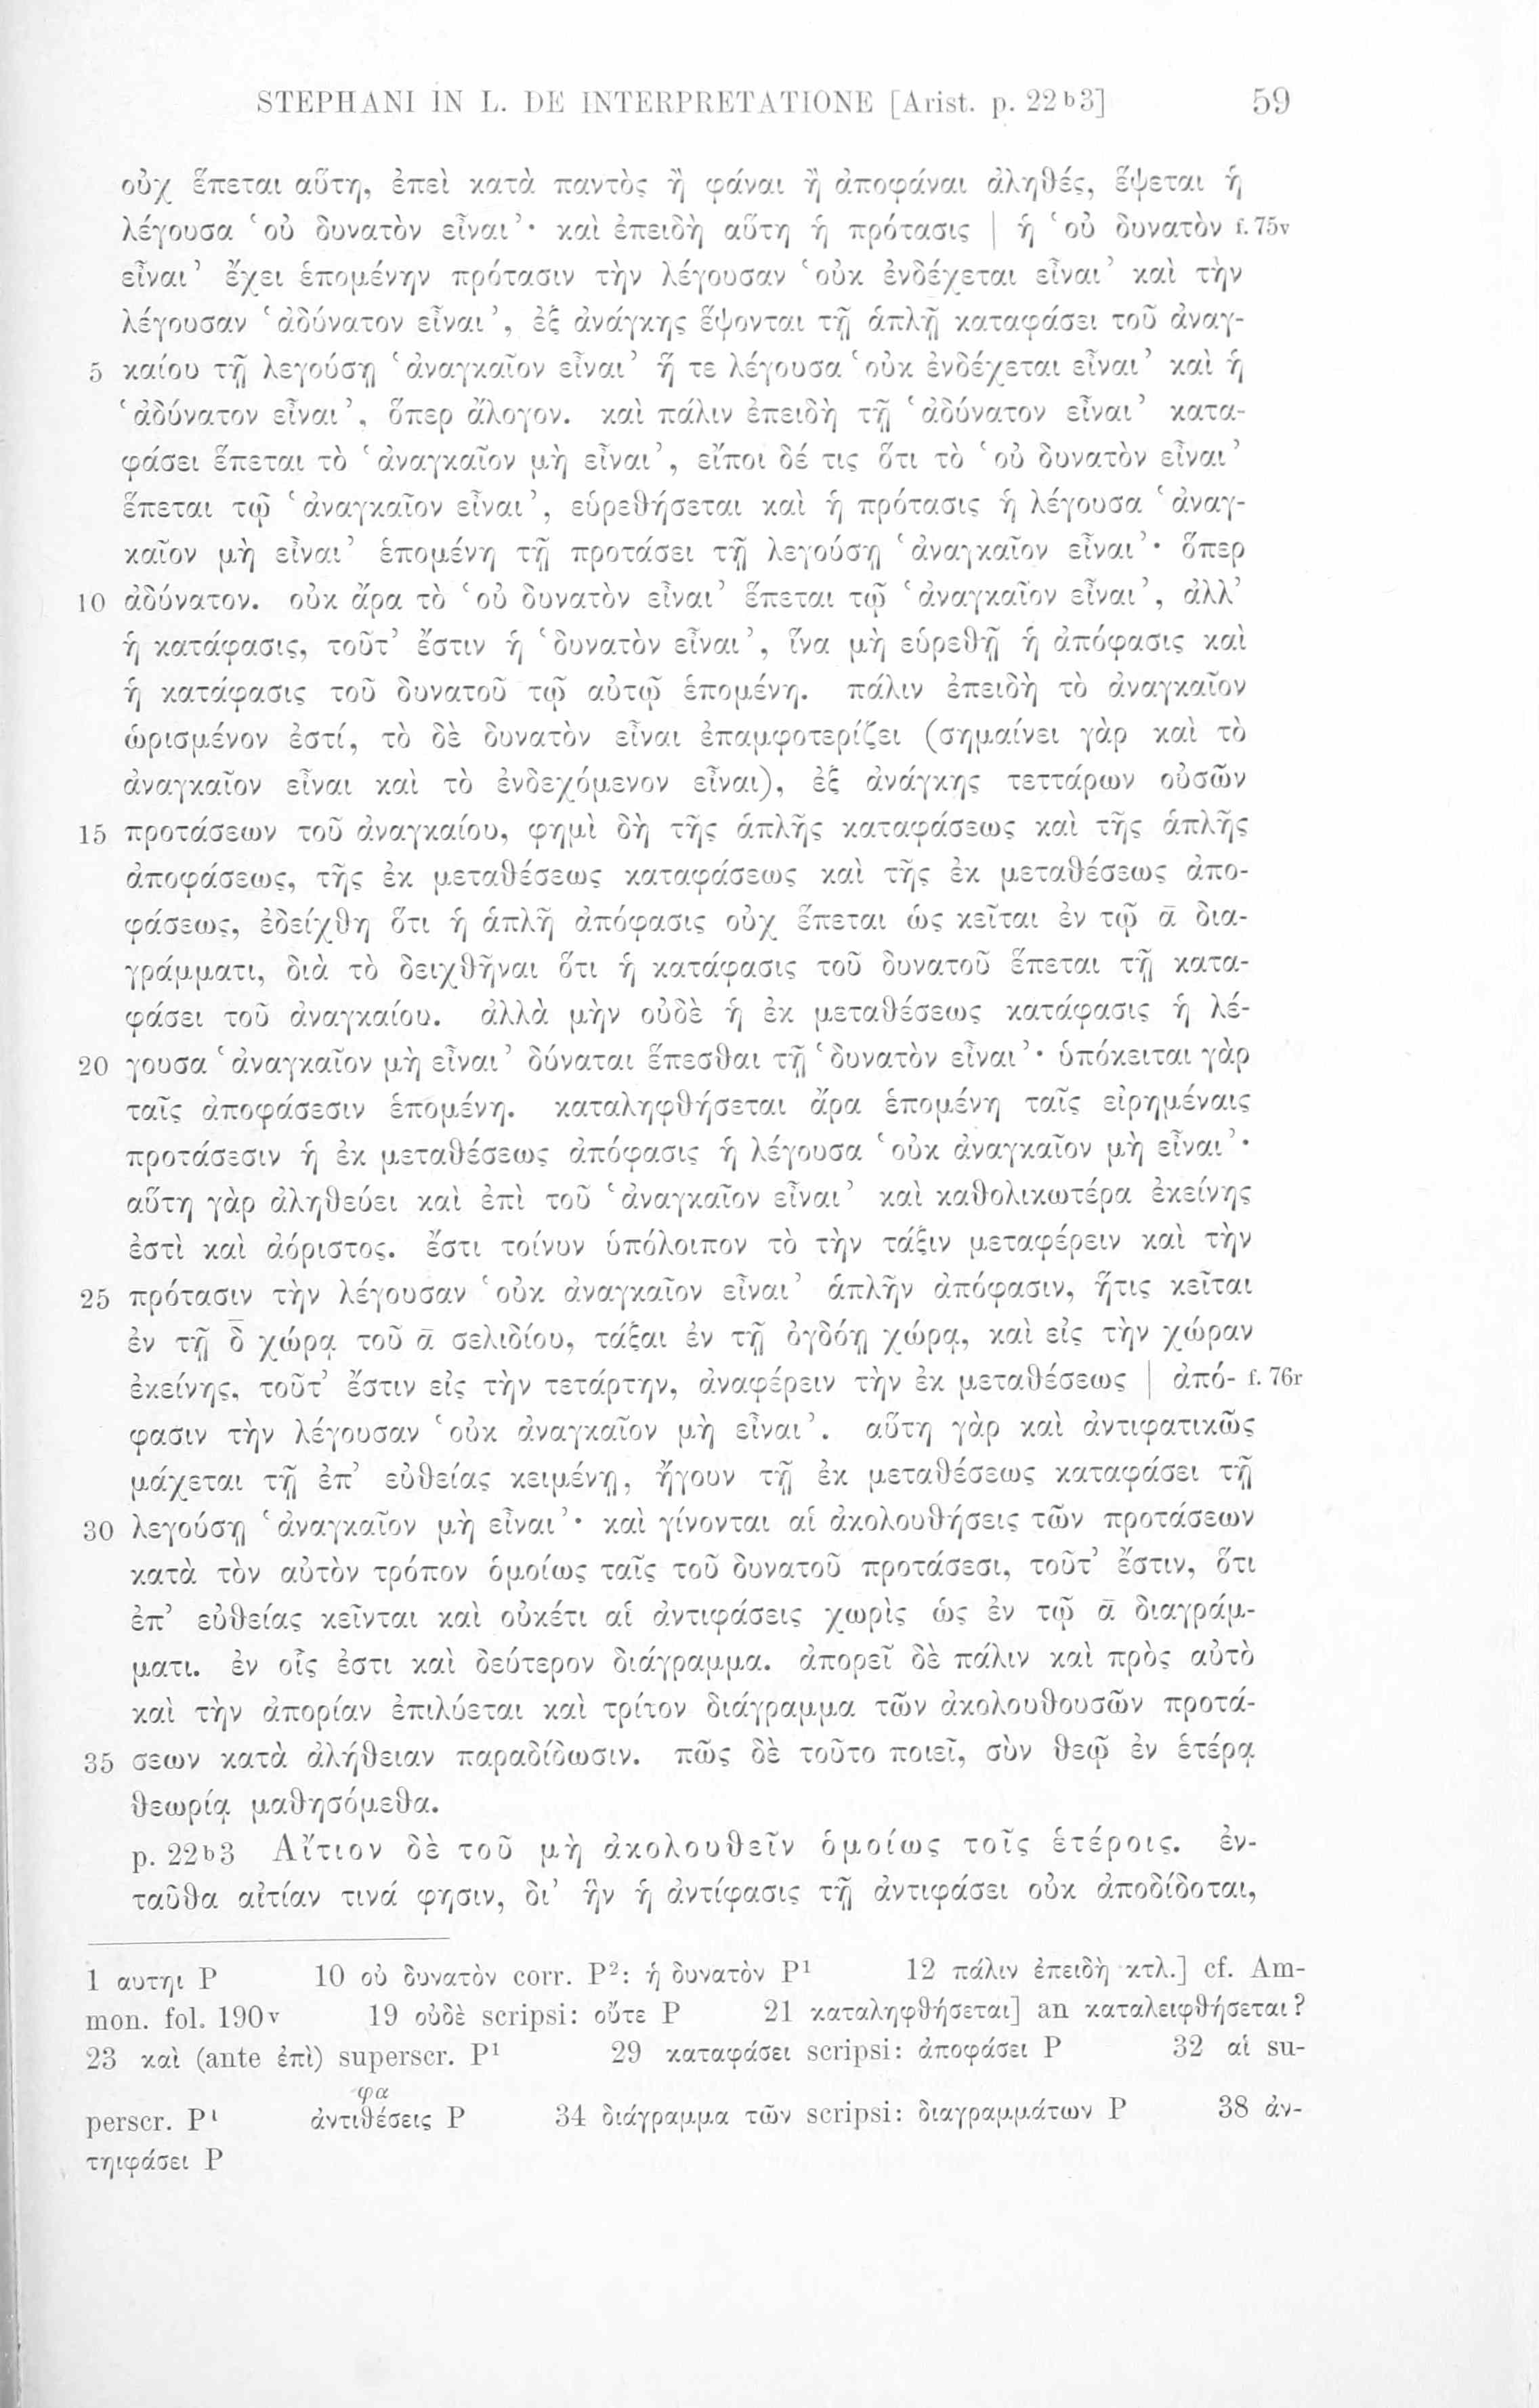 STEPHANI IN L. DE INTERPRETATIONE [Arist. p. 22b3] 59
οὐχ ἕπεται αὕτη, ἐπεὶ κατὰ παντὸς ἢ φάναι ἢ ἀποφάναι ἀληθές, ἕψεται ἡ
λέγουσα ‘οὐ δυνατὸν εἶναι’· καὶ ἐπειδὴ αὕτη ἡ πρότασις | ἡ ‘οὐ δυνατὸν f. 75v
εἶναι’ ἔχει ἑπομένην πρότασιν τὴν λέγουσαν ‘οὐκ ἐνδέχεται εἶναι’ καὶ τὴν
λέγουσαν ‘ἀδύνατον εἶναι’, ἐξ ἀνάγκης ἕψονται τῇ ἁπλῇ καταφάσει τοῦ ἀναγ-
5 καίου τῇ λεγούσῃ ‘ἀναγκαῖον εἶναι’ ἥ τε λέγουσα ‘οὐκ ἐνδέχεται εἶναι’ καὶ ἡ
‘ἀδύνατον εἶναι’, ὅπερ ἄλογον. καὶ πάλιν ἐπειδὴ τῇ ‘ἀδύνατον εἶναι’ κατα-
φάσει ἕπεται τὸ ‘ἀναγκαῖον μὴ εἶναι’, εἴποι δέ τις ὅτι τὸ ‘οὐ δυνατὸν εἶναι’
ἕπεται τῷ ‘ἀναγκαῖον εἶναι’, εὑρεθήσεται καὶ ἡ πρότασις ἡ λέγουσα ‘ἀναγ-
καῖον μὴ εἶναι’ ἑπομένη τῇ προτάσει τῇ λεγούσῃ ‘ἀναγκαῖον εἶναι’· ὅπερ
10 ἀδύνατον. οὐκ ἄρα τὸ ‘οὐ δυνατὸν εἶναι’ ἕπεται τῷ ‘ἀναγκαῖον εἶναι’, ἀλλ’
ἡ κατάφασις, τοῦτ’ ἔστιν ἡ ‘δυνατὸν εἶναι’, ἵνα μὴ εὑρεθῇ ἡ ἀπόφασις καὶ
ἡ κατάφασις τοῦ δυνατοῦ τῷ αὐτῷ ἑπομένη. πάλιν ἐπειδὴ τὸ ἀναγκαῖον
ὡρισμένον ἐστί, τὸ δὲ δυνατὸν εἶναι ἐπαμφοτερίζει (σημαίνει γὰρ καὶ τὸ
ἀναγκαῖον εἶναι καὶ τὸ ἐνδεχόμενον εἶναι), ἐξ ἀνάγκης τεττάρων οὐσῶν
15 προτάσεων τοῦ ἀναγκαίου, φημὶ δὴ τῆς ἁπλῆς καταφάσεως καὶ τῆς ἁπλῆς
ἀποφάσεως, τῆς ἐκ μεταθέσεως καταφάσεως καὶ τῆς ἐκ μεταθέσεως ἀπο-
φάσεως, ἐδείχθη ὅτι ἡ ἁπλῆ ἀπόφασις οὐχ ἕπεται ὡς κεῖται ἐν τῷ ᾱ δια-
γράμματι, διὰ τὸ δειχθῆναι ὅτι ἡ κατάφασις τοῦ δυνατοῦ ἕπεται τῇ κατα-
φάσει τοῦ ἀναγκαίου. ἀλλὰ μὴν οὐδὲ ἡ ἐκ μεταθέσεως κατάφασις ἡ λέ-
20 γουσα ‘ἀναγκαῖον μὴ εἶναι’ δύναται ἕπεσθαι τῇ ‘δυνατὸν εἶναι’· ὑπόκειται γὰρ
ταῖς ἀποφάσεσιν ἑπομένη. καταληφθήσεται ἄρα ἑπομένη ταῖς εἰρημέναις
προτάσεσιν ἡ ἐκ μεταθέσεως ἀπόφασις ἡ λέγουσα ‘οὐκ ἀναγκαῖον μὴ εἶναι’·
αὕτη γὰρ ἀληθεύει καὶ ἐπὶ τοῦ ‘ἀναγκαῖον εἶναι’ καὶ καθολικωτέρα ἐκείνης
ἐστὶ καὶ ἀόριστος. ἔστι τοίνυν ὑπόλοιπον τὸ τὴν τάξιν μεταφέρειν καὶ τὴν
25 πρότασιν τὴν λέγουσαν ‘οὐκ ἀναγκαῖον εἶναι’ ἁπλῆν ἀπόφασιν, ἥτις κεῖται
ἐν τῇ δ̄ χώρᾳ τοῦ ᾱ σελιδίου, τάξαι ἐν τῇ ὀγδόῃ χώρᾳ, καὶ εἰς τὴν χώραν
ἐκείνης, τοῦτ’ ἔστιν εἰς τὴν τετάρτην, ἀναφέρειν τὴν ἐκ μεταθέσεως | ἀπό- f. 76r
φασιν τὴν λέγουσαν ‘οὐκ ἀναγκαῖον μὴ εἶναι’. αὕτη γὰρ καὶ ἀντιφατικῶς
μάχεται τῇ ἐπ’ εὐθείας κειμένῃ, ἤγουν τῇ ἐκ μεταθέσεως καταφάσει τῇ
30 λεγούσῃ ‘ἀναγκαῖον μὴ εἶναι’· καὶ γίνονται αἱ ἀκολουθήσεις τῶν προτάσεων
κατὰ τὸν αὐτὸν τρόπον ὁμοίως ταῖς τοῦ δυνατοῦ προτάσεσι, τοῦτ’ ἔστιν, ὅτι
ἐπ’ εὐθείας κεῖνται καὶ οὐκέτι αἱ ἀντιφάσεις χωρὶς ὡς ἐν τῷ ᾱ διαγράμ-
ματι. ἐν οἷς ἐστι καὶ δεύτερον διάγραμμα. ἀπορεῖ δὲ πάλιν καὶ πρὸς αὐτὸ
καὶ τὴν ἀπορίαν ἐπιλύεται καὶ τρίτον διάγραμμα τῶν ἀκολουθουσῶν προτά-
35 σεων κατὰ ἀλήθειαν παραδίδωσιν. πῶς δὲ τοῦτο ποιεῖ, σὺν θεῷ ἐν ἑτέρᾳ
θεωρίᾳ μαθησόμεθα.
p. 22b3 Αἴτιον δὲ τοῦ μὴ ἀκολουθεῖν ὁμοίως τοῖς ἑτέροις. ἐν-
ταῦθα αἰτίαν τινά φησιν, δι’ ἣν ἡ ἀντίφασις τῇ ἀντιφάσει οὐκ ἀποδίδοται,
1 αυτηι P 10 οὐ δυνατὸν corr. P²: ἡ δυνατὸν P¹ 12 πάλιν ἐπειδὴ κτλ.] cf. Am-
mon. fol. 190v 19 οὐδὲ scripsi: οὔτε P 21 καταληφθήσεται] an καταλειφθήσεται?
23 καὶ (ante ἐπὶ) superscr. P¹ 29 καταφάσει scripsi: ἀποφάσει P 32 αἱ su-
φα
perscr. P¹ ἀντιθέσεις P 34 διάγραμμα τῶν scripsi: διαγραμμάτων P 38 ἀν-
τηιφάσει P